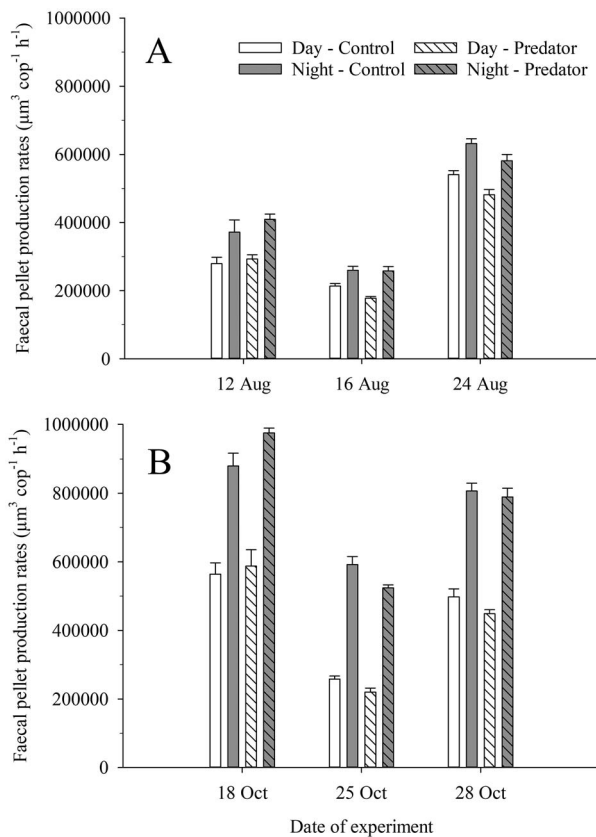 1000000
800000
600000
400000
200000
0
Faecal pellet production rates (µm³ cop⁻¹ h⁻¹)
A
Day - Control
Day - Predator
Night - Control
Night - Predator
12 Aug
16 Aug
24 Aug
1000000
800000
600000
400000
200000
0
Faecal pellet production rates (µm³ cop⁻¹ h⁻¹)
B
18 Oct
25 Oct
28 Oct
Date of experiment